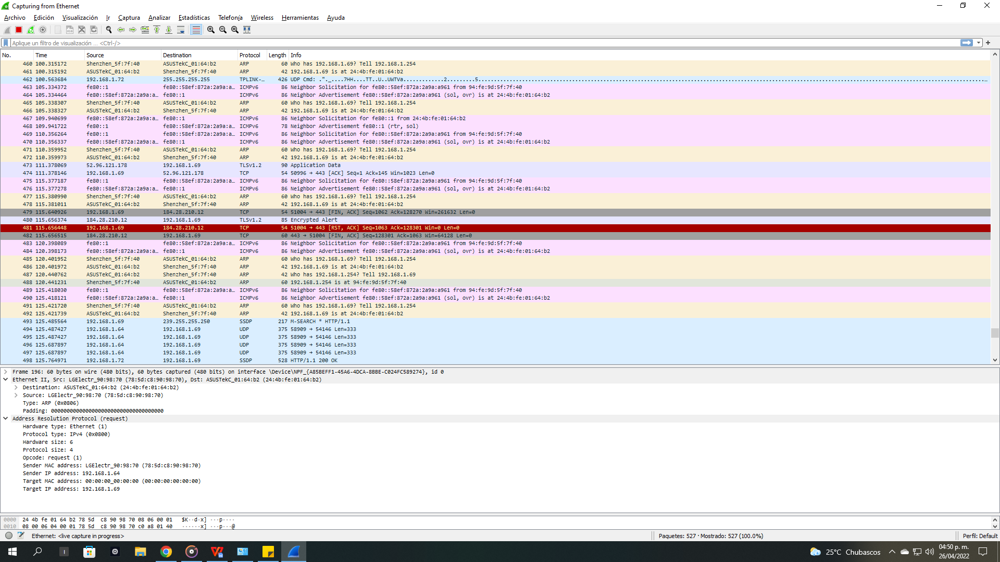 Capturing from Ethernet
Archivo Edición Visualización Ir Captura Analizar Estadísticas Telefonía Wireless Herramientas Ayuda
Aplique un filtro de visualización ... <Ctrl-/>
No. Time Source Destination Protocol Length Info
460 100.315172 Shenzhen_5f:7f:40 ASUSTekC_01:64:b2 ARP 60 Who has 192.168.1.69? Tell 192.168.1.254
461 100.315192 ASUSTekC_01:64:b2 Shenzhen_5f:7f:40 ARP 42 192.168.1.69 is at 24:4b:fe:01:64:b2
462 100.563684 192.168.1.72 255.255.255.255 TPLINK-… 426 UDP Cmd:
463 105.334372 fe80::1 fe80::58ef:872a:2a9a:a… ICMPv6 86 Neighbor Solicitation for fe80::58ef:872a:2a9a:a961 from 94:fe:9d:5f:7f:40
464 105.334464 fe80::58ef:872a:2a9a:a… fe80::1 ICMPv6 86 Neighbor Advertisement fe80::58ef:872a:2a9a:a961 (sol, ovr) is at 24:4b:fe:01:64:b2
465 105.338307 Shenzhen_5f:7f:40 ASUSTekC_01:64:b2 ARP 60 Who has 192.168.1.69? Tell 192.168.1.254
466 105.338327 ASUSTekC_01:64:b2 Shenzhen_5f:7f:40 ARP 42 192.168.1.69 is at 24:4b:fe:01:64:b2
467 109.940699 fe80::58ef:872a:2a9a:a… fe80::1 ICMPv6 86 Neighbor Solicitation for fe80::1 from 24:4b:fe:01:64:b2
468 109.941722 fe80::1 fe80::58ef:872a:2a9a:a… ICMPv6 78 Neighbor Advertisement fe80::1 (rtr, sol)
469 110.356264 fe80::1 fe80::58ef:872a:2a9a:a… ICMPv6 86 Neighbor Solicitation for fe80::58ef:872a:2a9a:a961 from 94:fe:9d:5f:7f:40
470 110.356337 fe80::58ef:872a:2a9a:a… fe80::1 ICMPv6 86 Neighbor Advertisement fe80::58ef:872a:2a9a:a961 (sol, ovr) is at 24:4b:fe:01:64:b2
471 110.359952 Shenzhen_5f:7f:40 ASUSTekC_01:64:b2 ARP 60 Who has 192.168.1.69? Tell 192.168.1.254
472 110.359973 ASUSTekC_01:64:b2 Shenzhen_5f:7f:40 ARP 42 192.168.1.69 is at 24:4b:fe:01:64:b2
473 111.378069 52.96.121.178 192.168.1.69 TLSv1.2 90 Application Data
474 111.378146 192.168.1.69 52.96.121.178 TCP 54 50996 → 443 [ACK] Seq=1 Ack=145 Win=1023 Len=0
475 115.377187 fe80::1 fe80::58ef:872a:2a9a:a… ICMPv6 86 Neighbor Solicitation for fe80::58ef:872a:2a9a:a961 from 94:fe:9d:5f:7f:40
476 115.377278 fe80::58ef:872a:2a9a:a… fe80::1 ICMPv6 86 Neighbor Advertisement fe80::58ef:872a:2a9a:a961 (sol, ovr) is at 24:4b:fe:01:64:b2
477 115.380990 Shenzhen_5f:7f:40 ASUSTekC_01:64:b2 ARP 60 Who has 192.168.1.69? Tell 192.168.1.254
478 115.381011 ASUSTekC_01:64:b2 Shenzhen_5f:7f:40 ARP 42 192.168.1.69 is at 24:4b:fe:01:64:b2
479 115.640926 192.168.1.69 184.28.210.12 TCP 54 51004 → 443 [FIN, ACK] Seq=1062 Ack=128270 Win=261632 Len=0
480 115.656374 184.28.210.12 192.168.1.69 TLSv1.2 85 Encrypted Alert
481 115.656448 192.168.1.69 184.28.210.12 TCP 54 51004 → 443 [RST, ACK] Seq=1063 Ack=128301 Win=0 Len=0
482 115.656515 184.28.210.12 192.168.1.69 TCP 60 443 → 51004 [FIN, ACK] Seq=128301 Ack=1063 Win=64128 Len=0
483 120.398089 fe80::1 fe80::58ef:872a:2a9a:a… ICMPv6 86 Neighbor Solicitation for fe80::58ef:872a:2a9a:a961 from 94:fe:9d:5f:7f:40
484 120.398173 fe80::58ef:872a:2a9a:a… fe80::1 ICMPv6 86 Neighbor Advertisement fe80::58ef:872a:2a9a:a961 (sol, ovr) is at 24:4b:fe:01:64:b2
485 120.401952 Shenzhen_5f:7f:40 ASUSTekC_01:64:b2 ARP 60 Who has 192.168.1.69? Tell 192.168.1.254
486 120.401972 ASUSTekC_01:64:b2 Shenzhen_5f:7f:40 ARP 42 192.168.1.69 is at 24:4b:fe:01:64:b2
487 120.440762 ASUSTekC_01:64:b2 Shenzhen_5f:7f:40 ARP 42 Who has 192.168.1.254? Tell 192.168.1.69
488 120.441231 Shenzhen_5f:7f:40 ASUSTekC_01:64:b2 ARP 60 192.168.1.254 is at 94:fe:9d:5f:7f:40
489 125.418030 fe80::1 fe80::58ef:872a:2a9a:a… ICMPv6 86 Neighbor Solicitation for fe80::58ef:872a:2a9a:a961 from 94:fe:9d:5f:7f:40
490 125.418121 fe80::58ef:872a:2a9a:a… fe80::1 ICMPv6 86 Neighbor Advertisement fe80::58ef:872a:2a9a:a961 (sol, ovr) is at 24:4b:fe:01:64:b2
491 125.421720 Shenzhen_5f:7f:40 ASUSTekC_01:64:b2 ARP 60 Who has 192.168.1.69? Tell 192.168.1.254
492 125.421739 ASUSTekC_01:64:b2 Shenzhen_5f:7f:40 ARP 42 192.168.1.69 is at 24:4b:fe:01:64:b2
493 125.485564 192.168.1.69 239.255.255.250 SSDP 217 M-SEARCH * HTTP/1.1
494 125.487427 192.168.1.64 192.168.1.69 UDP 375 58909 → 54146 Len=333
495 125.487427 192.168.1.64 192.168.1.69 UDP 375 58909 → 54146 Len=333
496 125.687897 192.168.1.64 192.168.1.69 UDP 375 58909 → 54146 Len=333
497 125.687897 192.168.1.64 192.168.1.69 UDP 375 58909 → 54146 Len=333
498 125.764971 192.168.1.72 192.168.1.69 SSDP 528 HTTP/1.1 200 OK
Frame 196: 60 bytes on wire (480 bits), 60 bytes captured (480 bits) on interface \Device\NPF_{A85BEFF1-45A6-4DCA-8BBE-C024FC589274}, id 0
Ethernet II, Src: LGElectr_90:98:70 (78:5d:c8:90:98:70), Dst: ASUSTekC_01:64:b2 (24:4b:fe:01:64:b2)
Destination: ASUSTekC_01:64:b2 (24:4b:fe:01:64:b2)
Source: LGElectr_90:98:70 (78:5d:c8:90:98:70)
Type: ARP (0x0806)
Padding: 000000000000000000000000000000000000
Address Resolution Protocol (request)
Hardware type: Ethernet (1)
Protocol type: IPv4 (0x0800)
Hardware size: 6
Protocol size: 4
Opcode: request (1)
Sender MAC address: LGElectr_90:98:70 (78:5d:c8:90:98:70)
Sender IP address: 192.168.1.64
Target MAC address: 00:00:00_00:00:00 (00:00:00:00:00:00)
Target IP address: 192.168.1.69
0000 24 4b fe 01 64 b2 78 5d c8 90 98 70 08 06 00 01 $K··d·x] ···p····
0010 08 00 06 04 00 01 78 5d c8 90 98 70 c0 a8 01 40 ······x] ···p···@
Ethernet: <live capture in progress> Paquetes: 527 · Mostrado: 527 (100.0%) Perfil: Default
25°C Chubascos 04:50 p. m.
26/04/2022